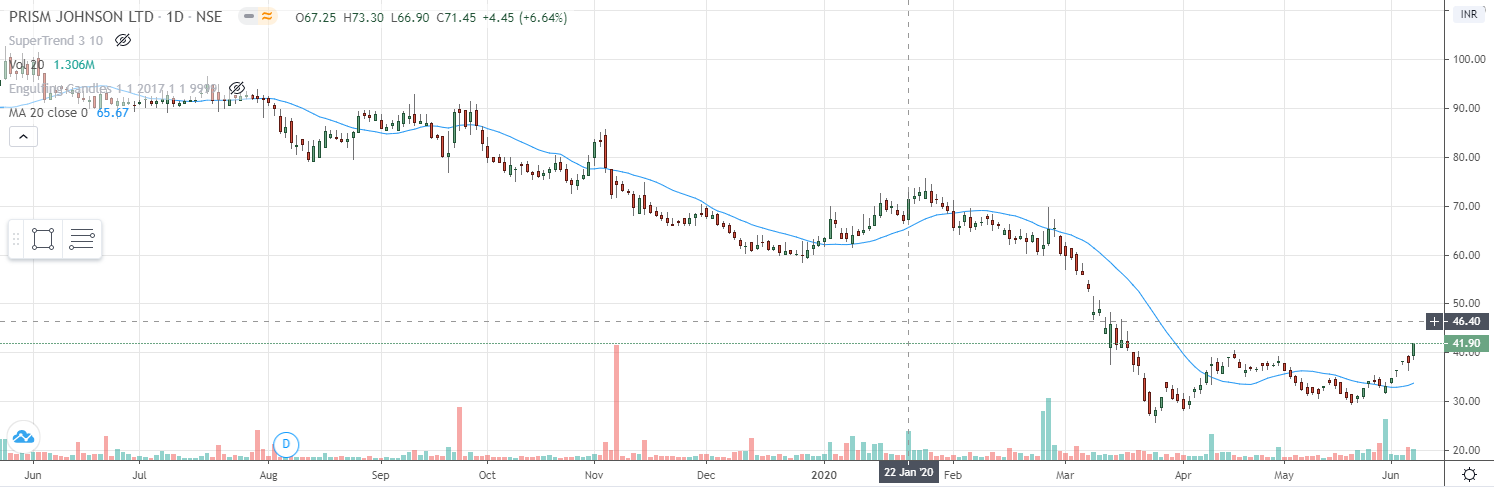 PRISM JOHNSON LTD · 1D · NSE O67.25 H73.30 L66.90 C71.45 +4.45 (+6.64%)
INR
SuperTrend 3 10
Vol 20 1.306M
Engulfing Candles 1 1 2017 1 1 9999
MA 20 close 0 65.67
100.00
90.00
80.00
70.00
60.00
50.00
46.40
41.90
40.00
30.00
20.00
D
Jun Jul Aug Sep Oct Nov Dec 2020 22 Jan '20 Feb Mar Apr May Jun